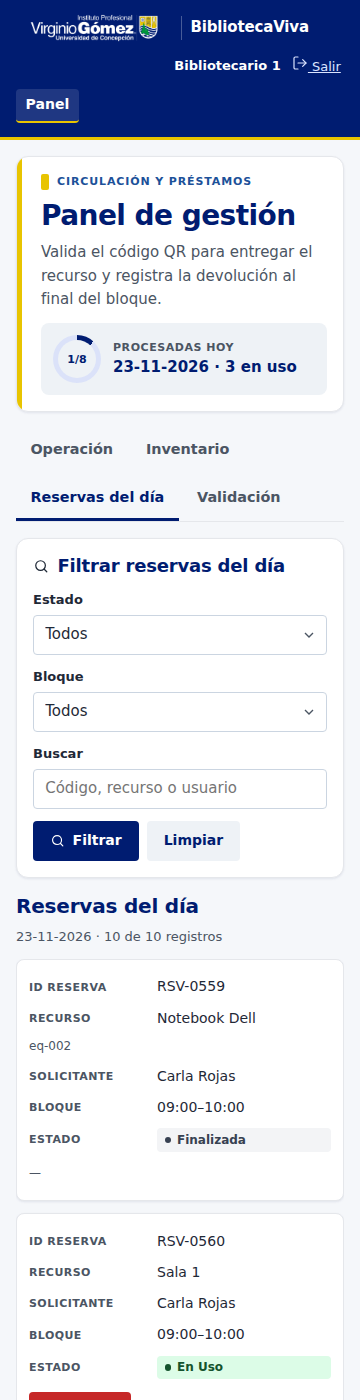 Instituto Profesional
VirginioGómez
Universidad de Concepción
BibliotecaViva
Bibliotecario 1
Salir
Panel
CIRCULACIÓN Y PRÉSTAMOS
Panel de gestión
Valida el código QR para entregar el
recurso y registra la devolución al
final del bloque.
1/8
PROCESADAS HOY
23-11-2026 · 3 en uso
Operación
Inventario
Reservas del día
Validación
Filtrar reservas del día
Estado
Todos
Bloque
Todos
Buscar
Código, recurso o usuario
Filtrar
Limpiar
Reservas del día
23-11-2026 · 10 de 10 registros
ID RESERVA RSV-0559
RECURSO Notebook Dell
eq-002
SOLICITANTE Carla Rojas
BLOQUE 09:00–10:00
ESTADO Finalizada
—
ID RESERVA RSV-0560
RECURSO Sala 1
SOLICITANTE Carla Rojas
BLOQUE 09:00–10:00
ESTADO En Uso